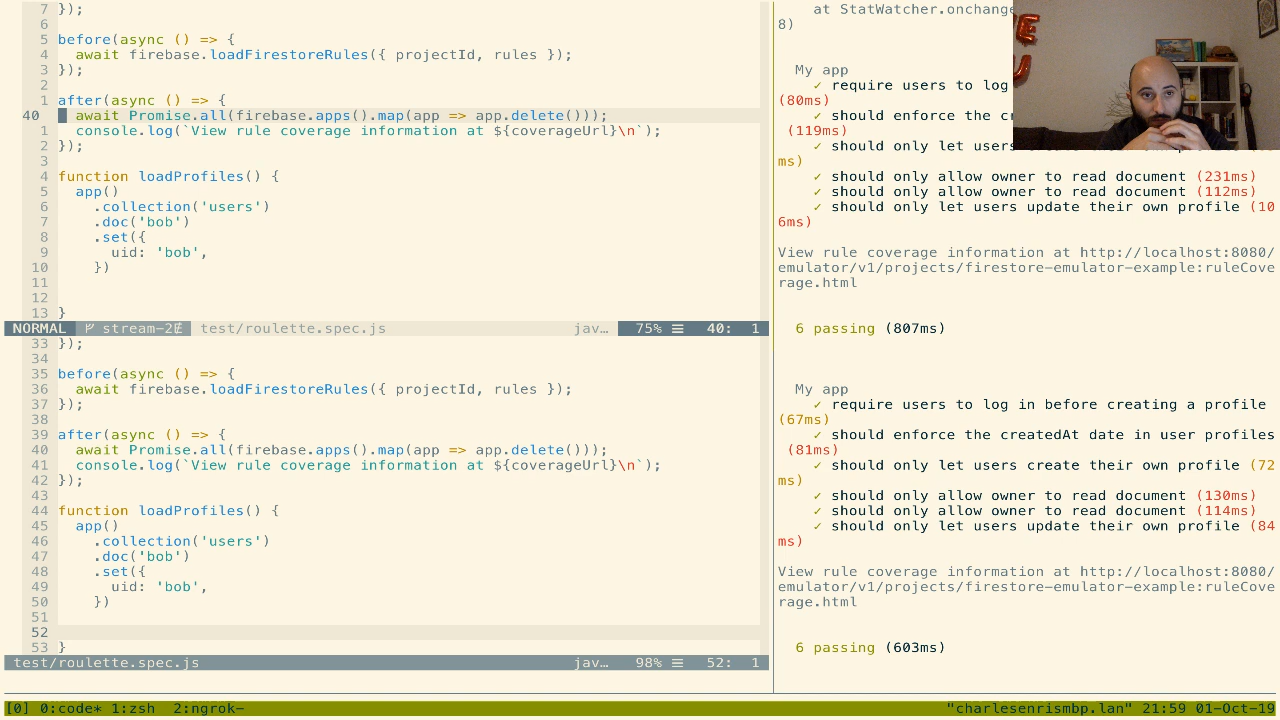 7 });
6
5 before(async () => {
4   await firebase.loadFirestoreRules({ projectId, rules });
3 });
2
1 after(async () => {
40   await Promise.all(firebase.apps().map(app => app.delete()));
1   console.log(`View rule coverage information at ${coverageUrl}\n`);
2 });
3
4 function loadProfiles() {
5   app()
6     .collection('users')
7     .doc('bob')
8     .set({
9       uid: 'bob',
10     })
11
12
13 }
NORMAL stream-2 test/roulette.spec.js jav… 75% ☰ 40: 1
33 });
34
35 before(async () => {
36   await firebase.loadFirestoreRules({ projectId, rules });
37 });
38
39 after(async () => {
40   await Promise.all(firebase.apps().map(app => app.delete()));
41   console.log(`View rule coverage information at ${coverageUrl}\n`);
42 });
43
44 function loadProfiles() {
45   app()
46     .collection('users')
47     .doc('bob')
48     .set({
49       uid: 'bob',
50     })
51
52
53 }
test/roulette.spec.js jav… 98% ☰ 52: 1
at StatWatcher.onchange
8)
My app
✓ require users to log
(80ms)
✓ should enforce the cr
(119ms)
✓ should only let users
ms)
✓ should only allow owner to read document (231ms)
✓ should only allow owner to read document (112ms)
✓ should only let users update their own profile (10
6ms)
View rule coverage information at http://localhost:8080/
emulator/v1/projects/firestore-emulator-example:ruleCove
rage.html
6 passing (807ms)
My app
✓ require users to log in before creating a profile
(67ms)
✓ should enforce the createdAt date in user profiles
(81ms)
✓ should only let users create their own profile (72
ms)
✓ should only allow owner to read document (130ms)
✓ should only allow owner to read document (114ms)
✓ should only let users update their own profile (84
ms)
View rule coverage information at http://localhost:8080/
emulator/v1/projects/firestore-emulator-example:ruleCove
rage.html
6 passing (603ms)
[0] 0:code* 1:zsh 2:ngrok- "charlesenrismbp.lan" 21:59 01-Oct-19
E
U